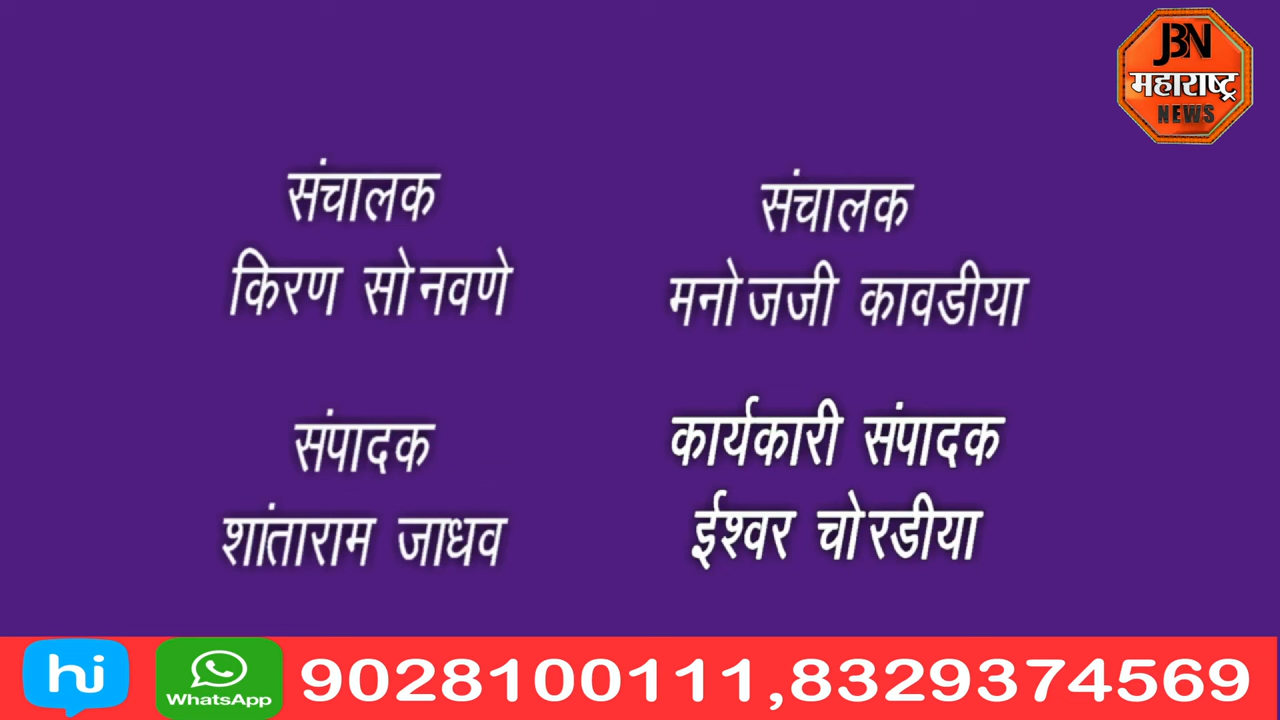 JBN
महाराष्ट्र
NEWS
संचालक
किरण सोनवणे
संचालक
मनोजजी कावडीया
संपादक
शांताराम जाधव
कार्यकारी संपादक
ईश्वर चोरडीया
hi
WhatsApp
9028100111,8329374569